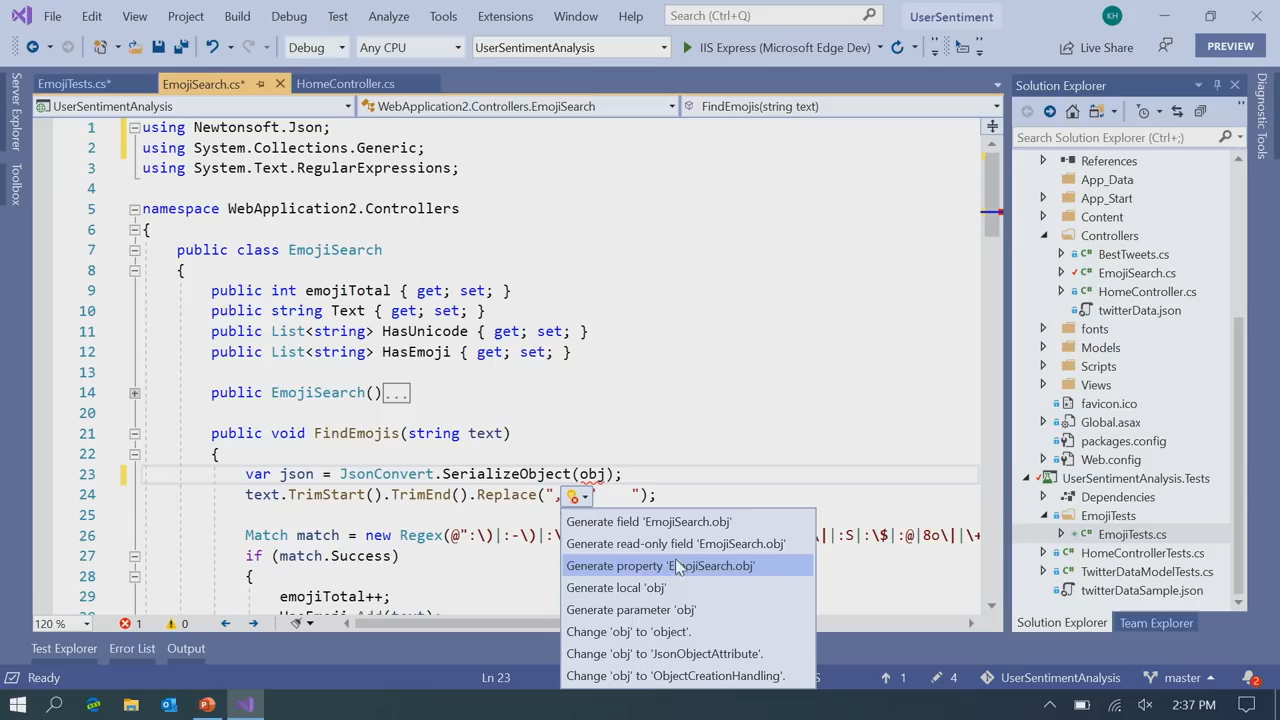 File Edit View Project Build Debug Test Analyze Tools Extensions Window Help Search (Ctrl+Q) UserSentiment KH
Debug Any CPU UserSentimentAnalysis IIS Express (Microsoft Edge Dev) Live Share PREVIEW
EmojiTests.cs* EmojiSearch.cs* HomeController.cs
UserSentimentAnalysis WebApplication2.Controllers.EmojiSearch FindEmojis(string text)
Server Explorer
Toolbox
1 using Newtonsoft.Json;
2 using System.Collections.Generic;
3 using System.Text.RegularExpressions;
4
5 namespace WebApplication2.Controllers
6 {
7 public class EmojiSearch
8 {
9 public int emojiTotal { get; set; }
10 public string Text { get; set; }
11 public List<string> HasUnicode { get; set; }
12 public List<string> HasEmoji { get; set; }
13
14 public EmojiSearch()...
20
21 public void FindEmojis(string text)
22 {
23 var json = JsonConvert.SerializeObject(obj);
24 text.TrimStart().TrimEnd().Replace(", " ");
25
26 Match match = new Regex(@":\)|:-\)|: \||:S|:\$|:@|8o\||\+
27 if (match.Success)
28 {
29 emojiTotal++;
HasEmoji.Add(text);
Generate field 'EmojiSearch.obj'
Generate read-only field 'EmojiSearch.obj'
Generate property 'EmojiSearch.obj'
Generate local 'obj'
Generate parameter 'obj'
Change 'obj' to 'object'.
Change 'obj' to 'JsonObjectAttribute'.
Change 'obj' to 'ObjectCreationHandling'.
120 % 1 0
Solution Explorer
Search Solution Explorer (Ctrl+;)
References
App_Data
App_Start
Content
Controllers
C# BestTweets.cs
C# EmojiSearch.cs
C# HomeController.cs
twitterData.json
fonts
Models
Scripts
Views
favicon.ico
Global.asax
packages.config
Web.config
UserSentimentAnalysis.Tests
Dependencies
EmojiTests
C# EmojiTests.cs
C# HomeControllerTests.cs
C# TwitterDataModelTests.cs
twitterDataSample.json
Solution Explorer Team Explorer
Diagnostic Tools
Test Explorer Error List Output
Ready Ln 23 1 4 UserSentimentAnalysis master 2
2:37 PM